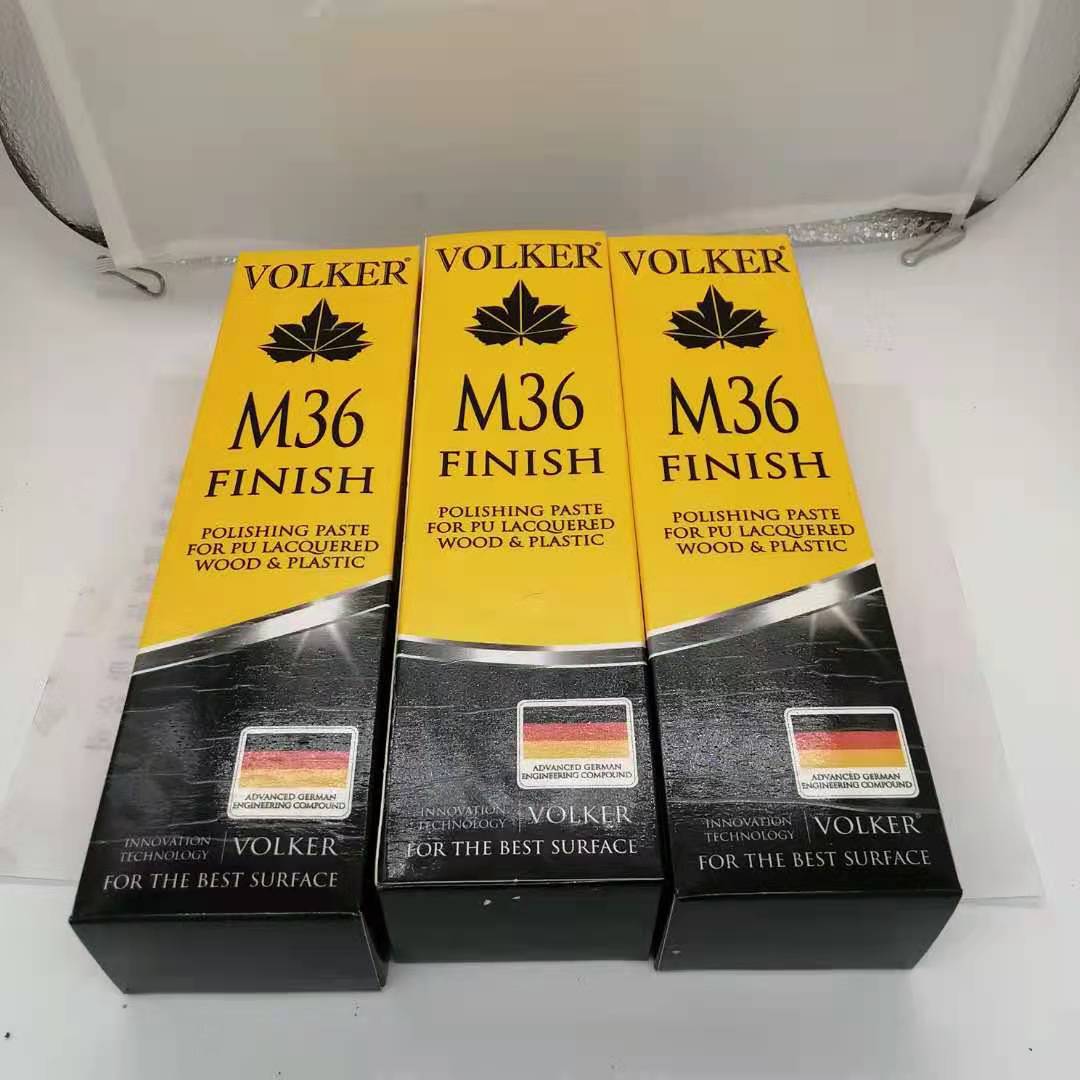 VOLKER®
M36
FINISH
POLISHING PASTE
FOR PU LACQUERED
WOOD & PLASTIC
ADVANCED GERMAN
ENGINEERING COMPOUND
INNOVATION
TECHNOLOGY
VOLKER
FOR THE BEST SURFACE
VOLKER®
M36
FINISH
POLISHING PASTE
FOR PU LACQUERED
WOOD & PLASTIC
ADVANCED GERMAN
ENGINEERING COMPOUND
INNOVATION
TECHNOLOGY
VOLKER
FOR THE BEST SURFACE
VOLKER®
M36
FINISH
POLISHING PASTE
FOR PU LACQUERED
WOOD & PLASTIC
ADVANCED GERMAN
ENGINEERING COMPOUND
INNOVATION
TECHNOLOGY
VOLKER®
FOR THE BEST SURFACE